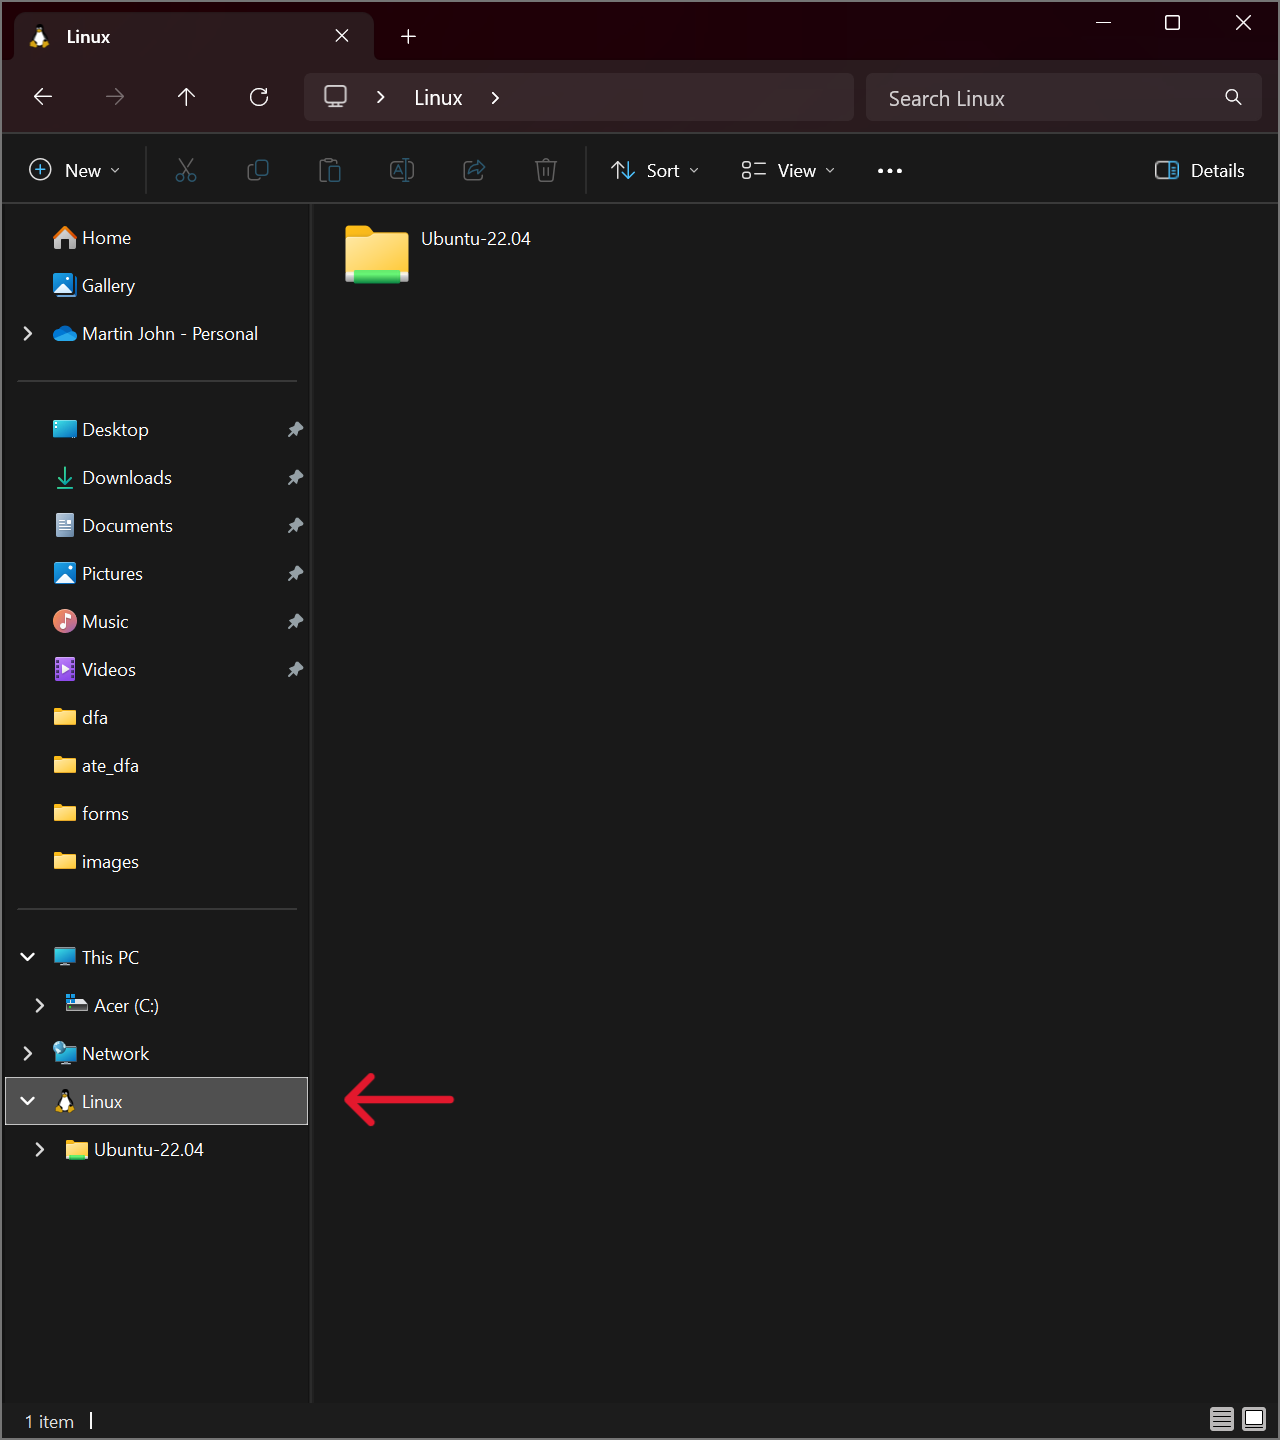 Linux
Linux
Search Linux
New
Sort
View
Details
Home
Gallery
Martin John - Personal
Desktop
Downloads
Documents
Pictures
Music
Videos
dfa
ate_dfa
forms
images
This PC
Acer (C:)
Network
Linux
Ubuntu-22.04
Ubuntu-22.04
1 item